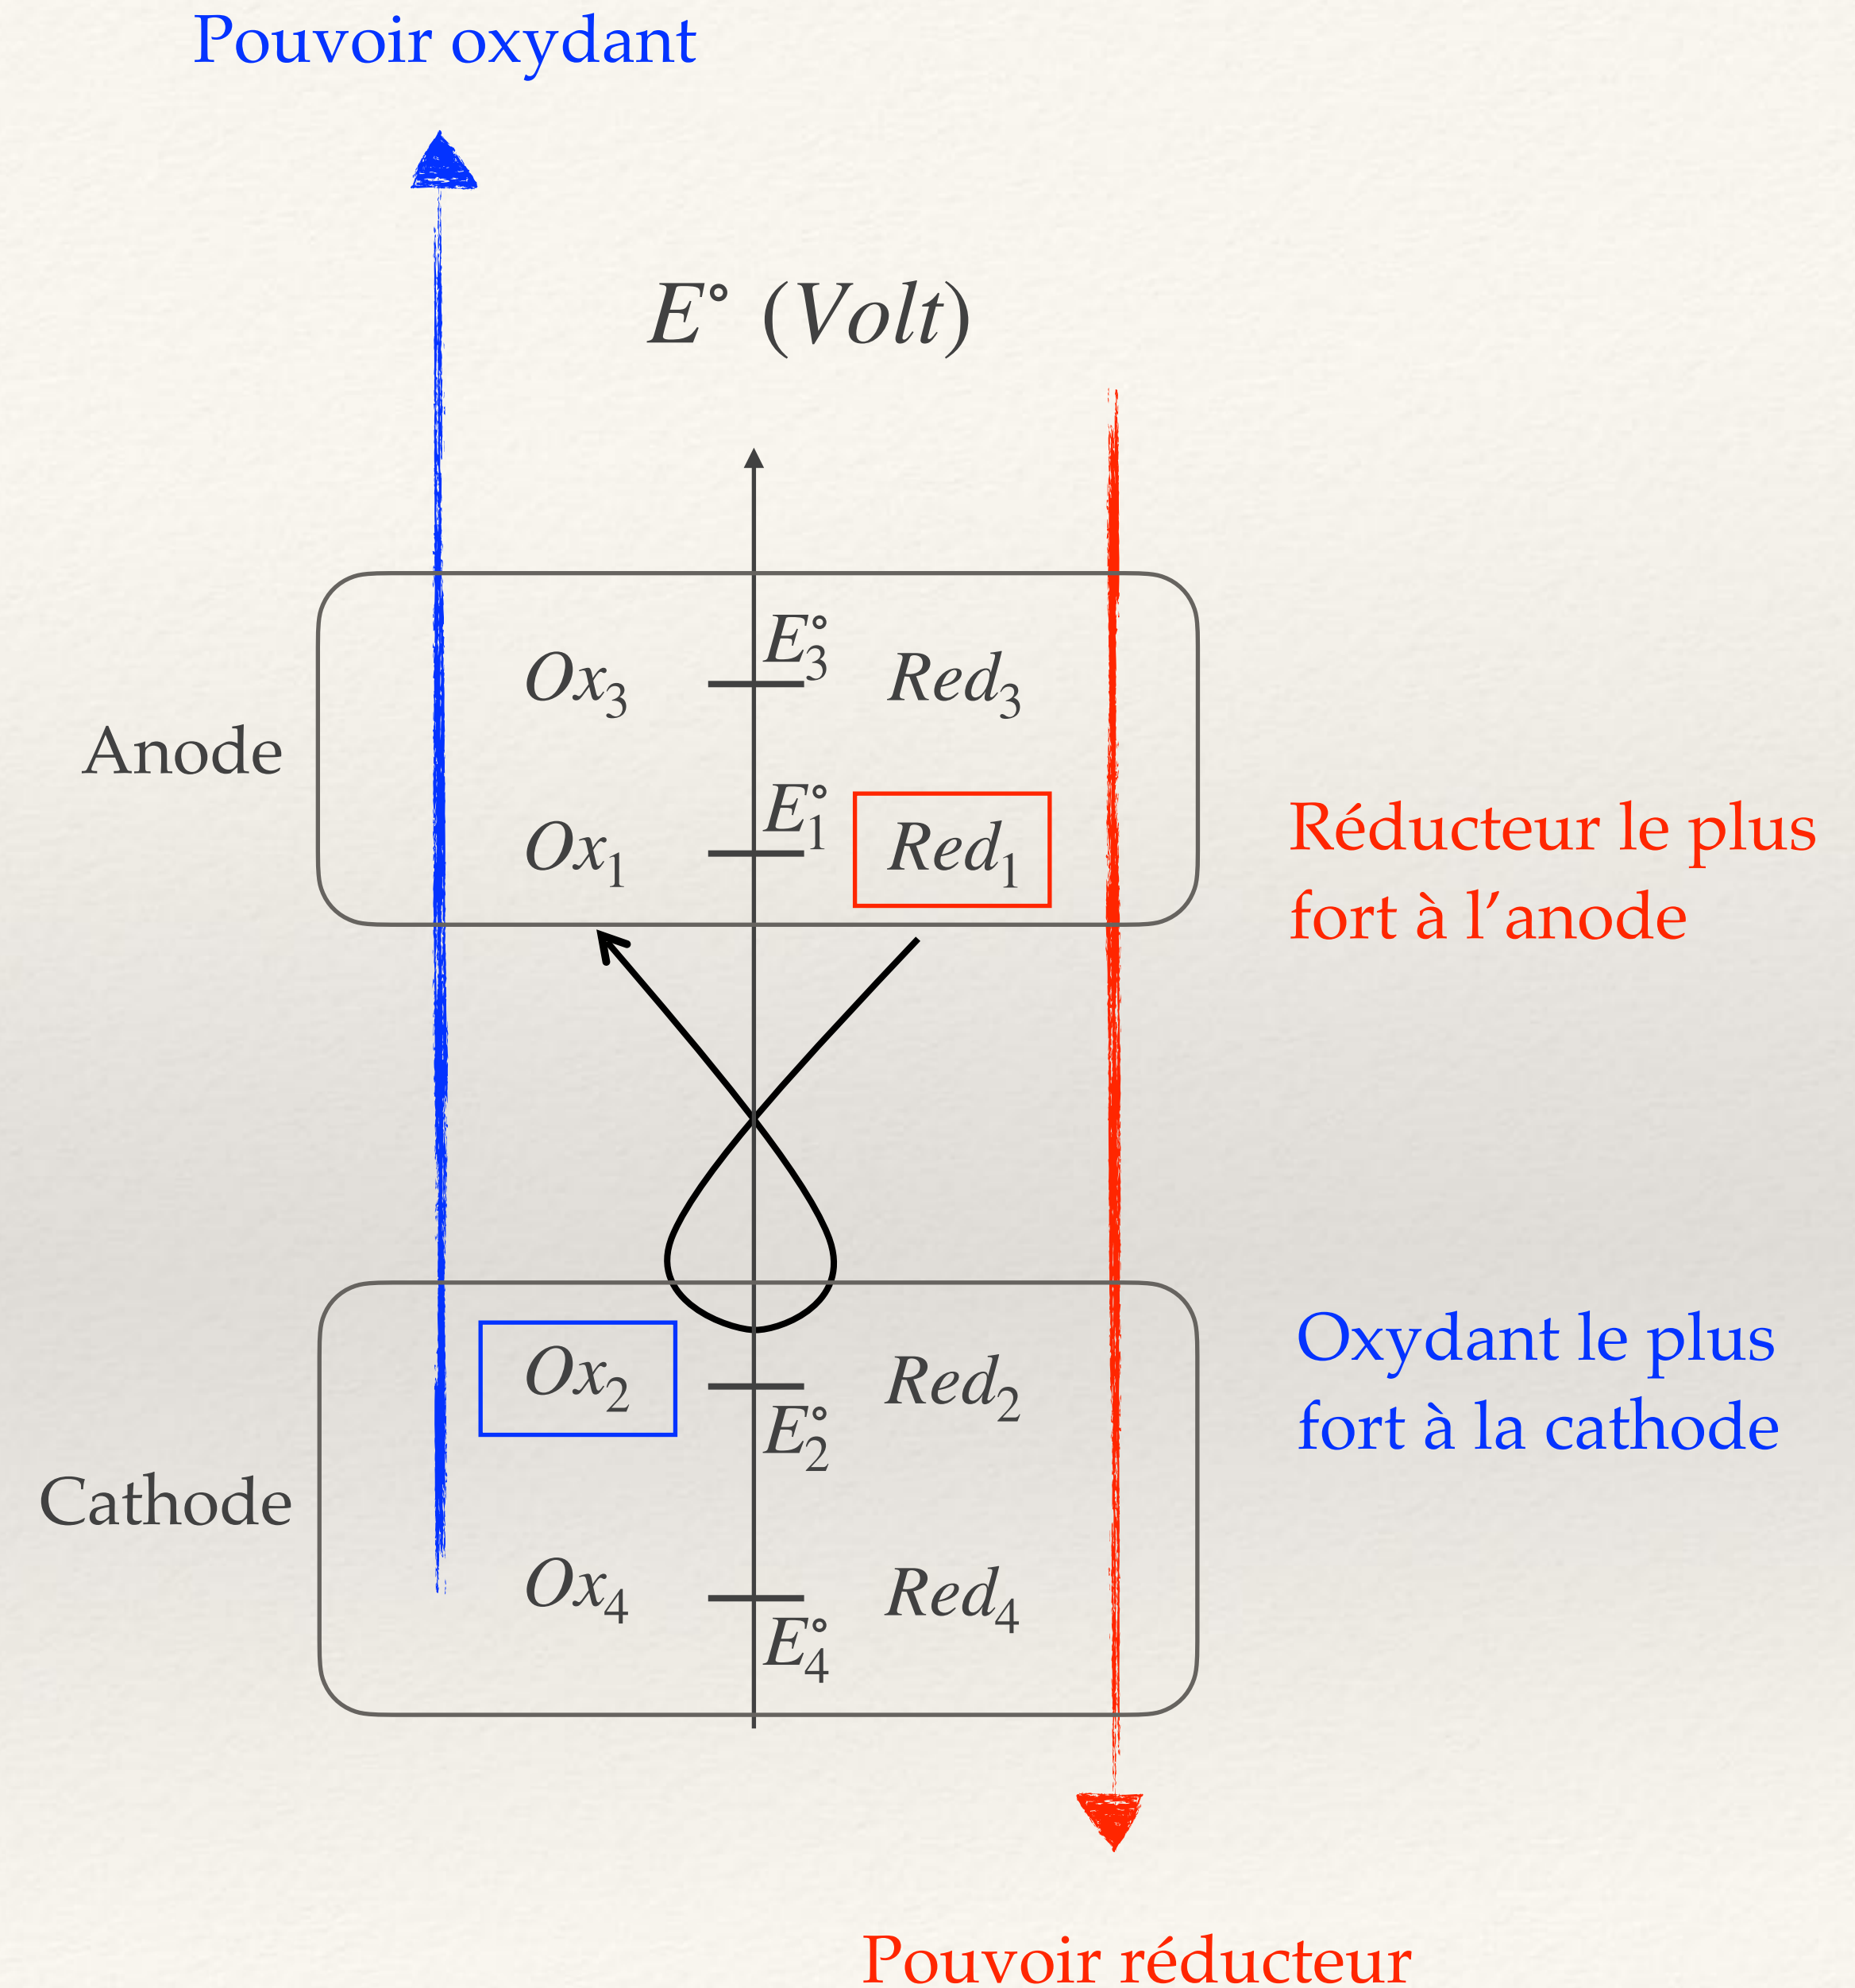 Pouvoir oxydant
E° (Volt)
E°3
Ox3 Red3
Anode
E°1
Ox1 Red1
Réducteur le plus
fort à l’anode
Oxydant le plus
fort à la cathode
Ox2 Red2
E°2
Cathode
Ox4 Red4
E°4
Pouvoir réducteur